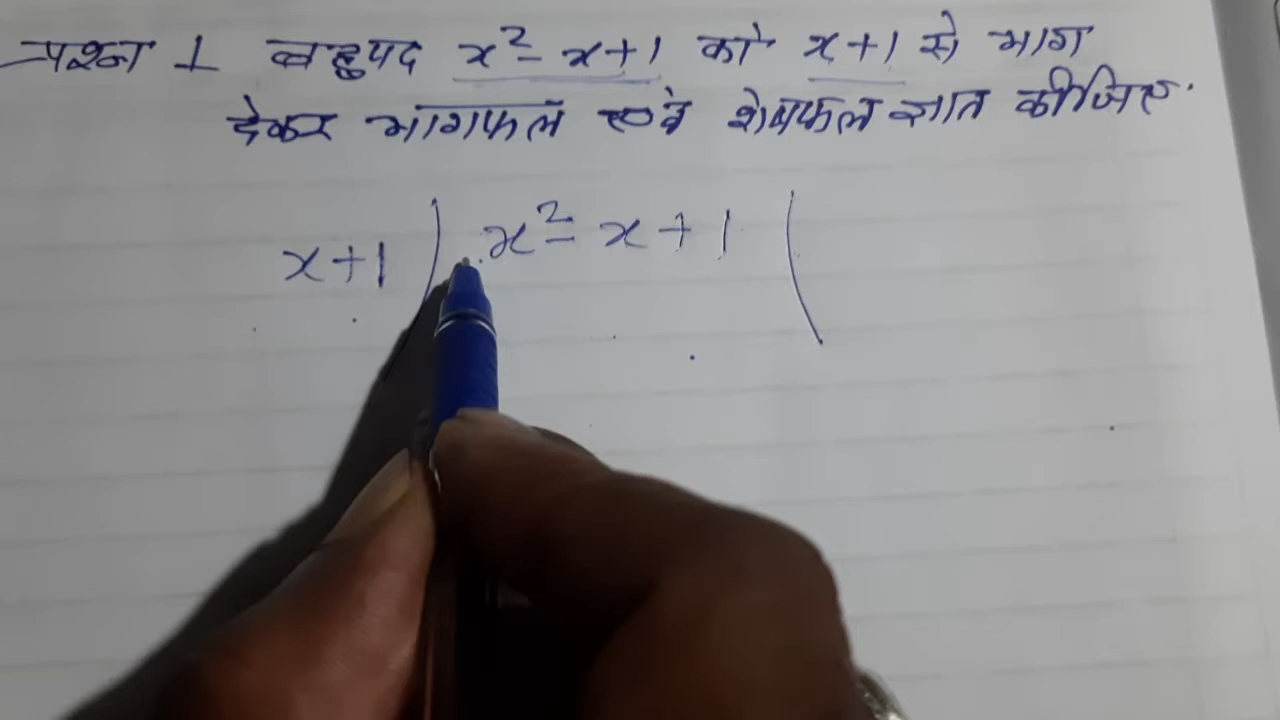 प्रश्न 1 बहुपद x² - x + 1 को x + 1 से भाग
देकर भागफल एवं शेषफल ज्ञात कीजिए.
x + 1 ) x² - x + 1 (